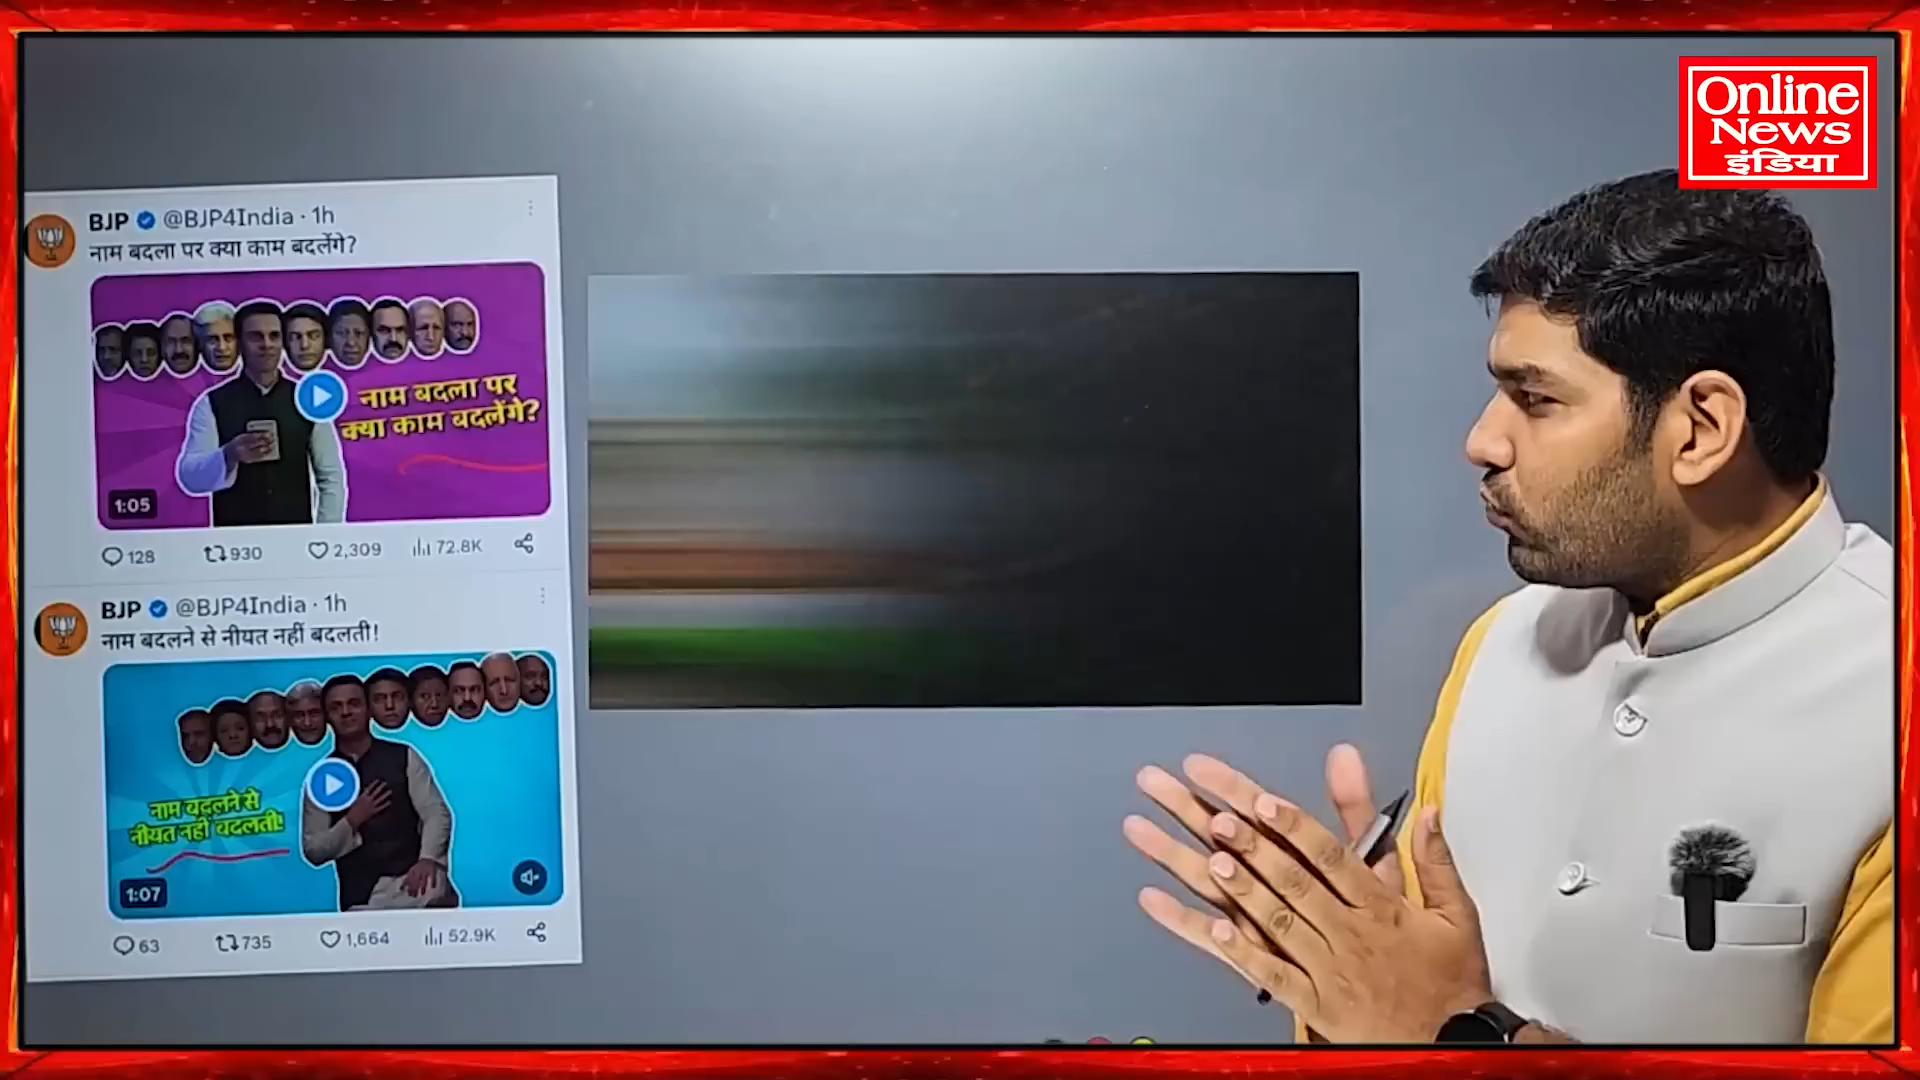 Online
News
इंडिया
BJP @BJP4India · 1h
नाम बदला पर क्या काम बदलेंगे?
नाम बदला पर
क्या काम बदलेंगे?
1:05
128 930 2,309 72.8K
BJP @BJP4India · 1h
नाम बदलने से नीयत नहीं बदलती!
नाम बदलने से
नीयत नहीं बदलती!
1:07
63 735 1,664 52.9K